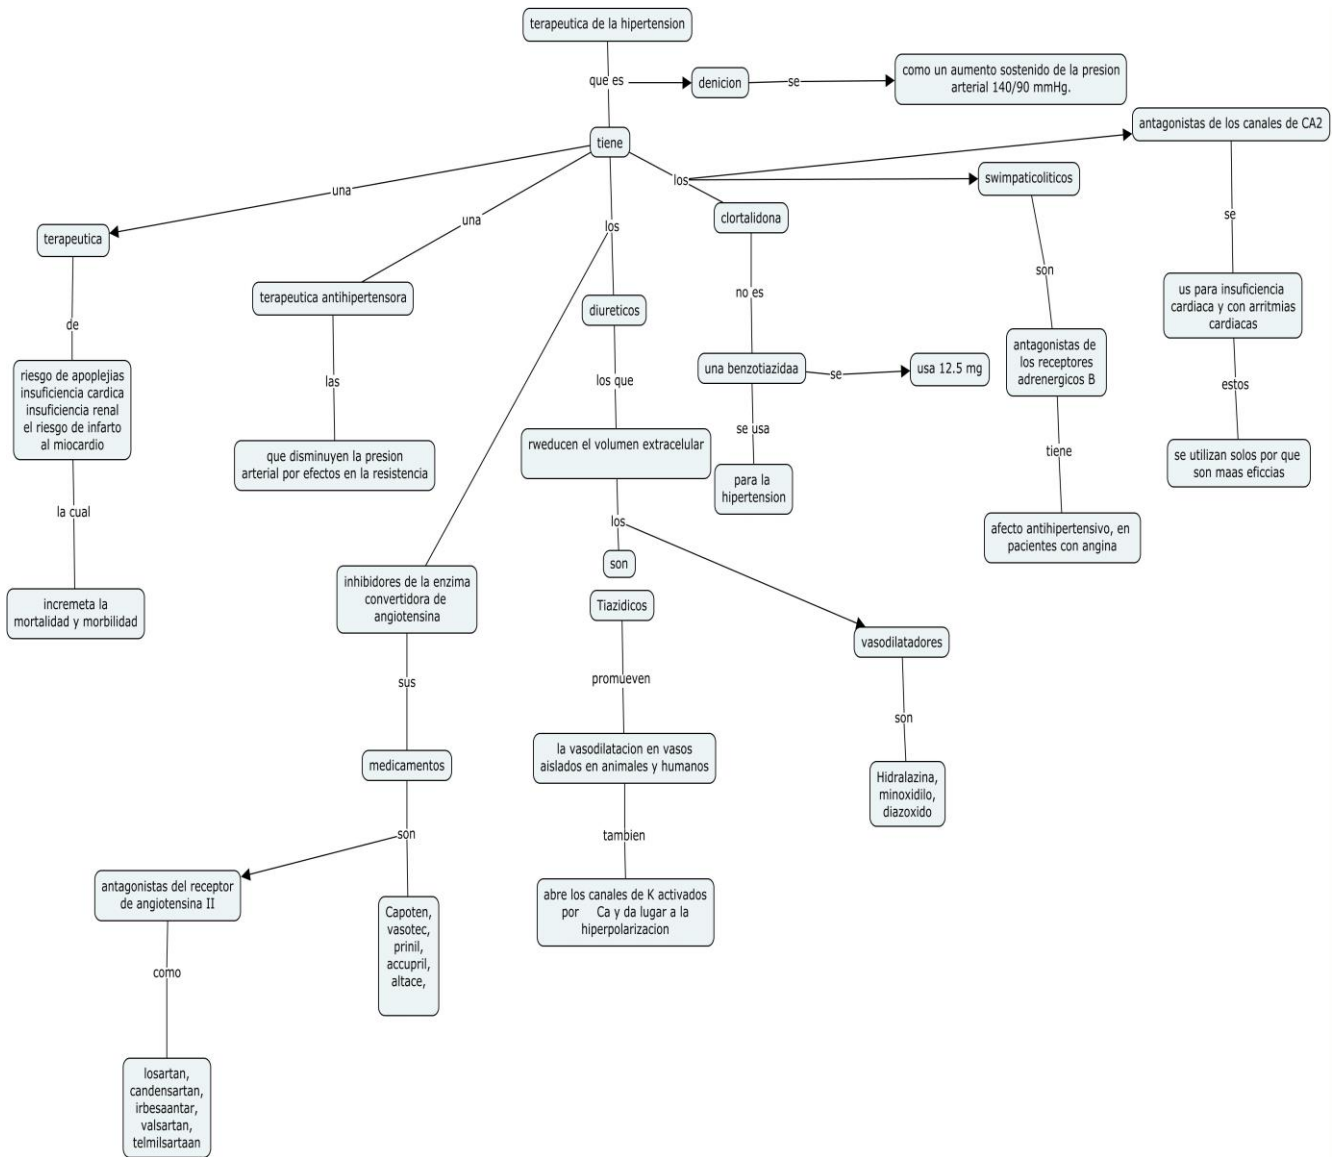 terapeutica de la hipertension
que es
denicion
se
como un aumento sostenido de la presion
arterial 140/90 mmHg.
tiene
una
terapeutica
de
riesgo de apoplejias
insuficiencia cardica
insuficiencia renal
el riesgo de infarto
al miocardio
la cual
incremeta la
mortalidad y morbilidad
una
terapeutica antihipertensora
las
que disminuyen la presion
arterial por efectos en la resistencia
los
inhibidores de la enzima
convertidora de
angiotensina
sus
medicamentos
son
antagonistas del receptor
de angiotensina II
como
losartan,
candensartan,
irbesaantar,
valsartan,
telmilsartaan
Capoten,
vasotec,
prinil,
accupril,
altace,
diureticos
los que
rweducen el volumen extracelular
los
son
Tiazidicos
promueven
la vasodilatacion en vasos
aislados en animales y humanos
tambien
abre los canales de K activados
por Ca y da lugar a la
hiperpolarizacion
vasodilatadores
son
Hidralazina,
minoxidilo,
diazoxido
los
clortalidona
no es
una benzotiazidaa
se
usa 12.5 mg
se usa
para la
hipertension
swimpaticoliticos
son
antagonistas de
los receptores
adrenergicos B
tiene
afecto antihipertensivo, en
pacientes con angina
antagonistas de los canales de CA2
se
us para insuficiencia
cardiaca y con arritmias
cardiacas
estos
se utilizan solos por que
son maas eficcias